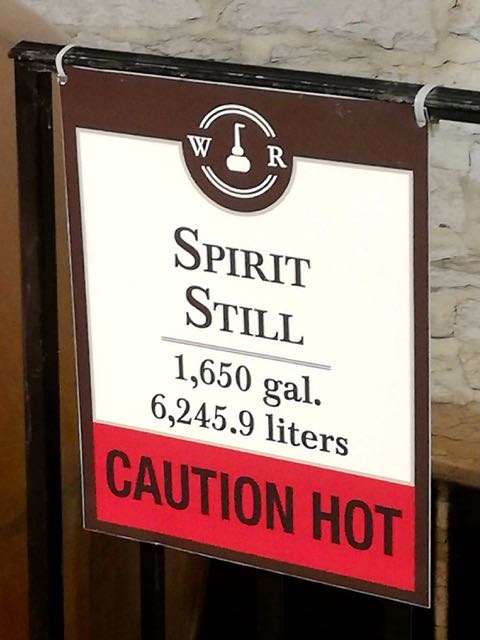 W R
SPIRIT
STILL
1,650 gal.
6,245.9 liters
CAUTION HOT